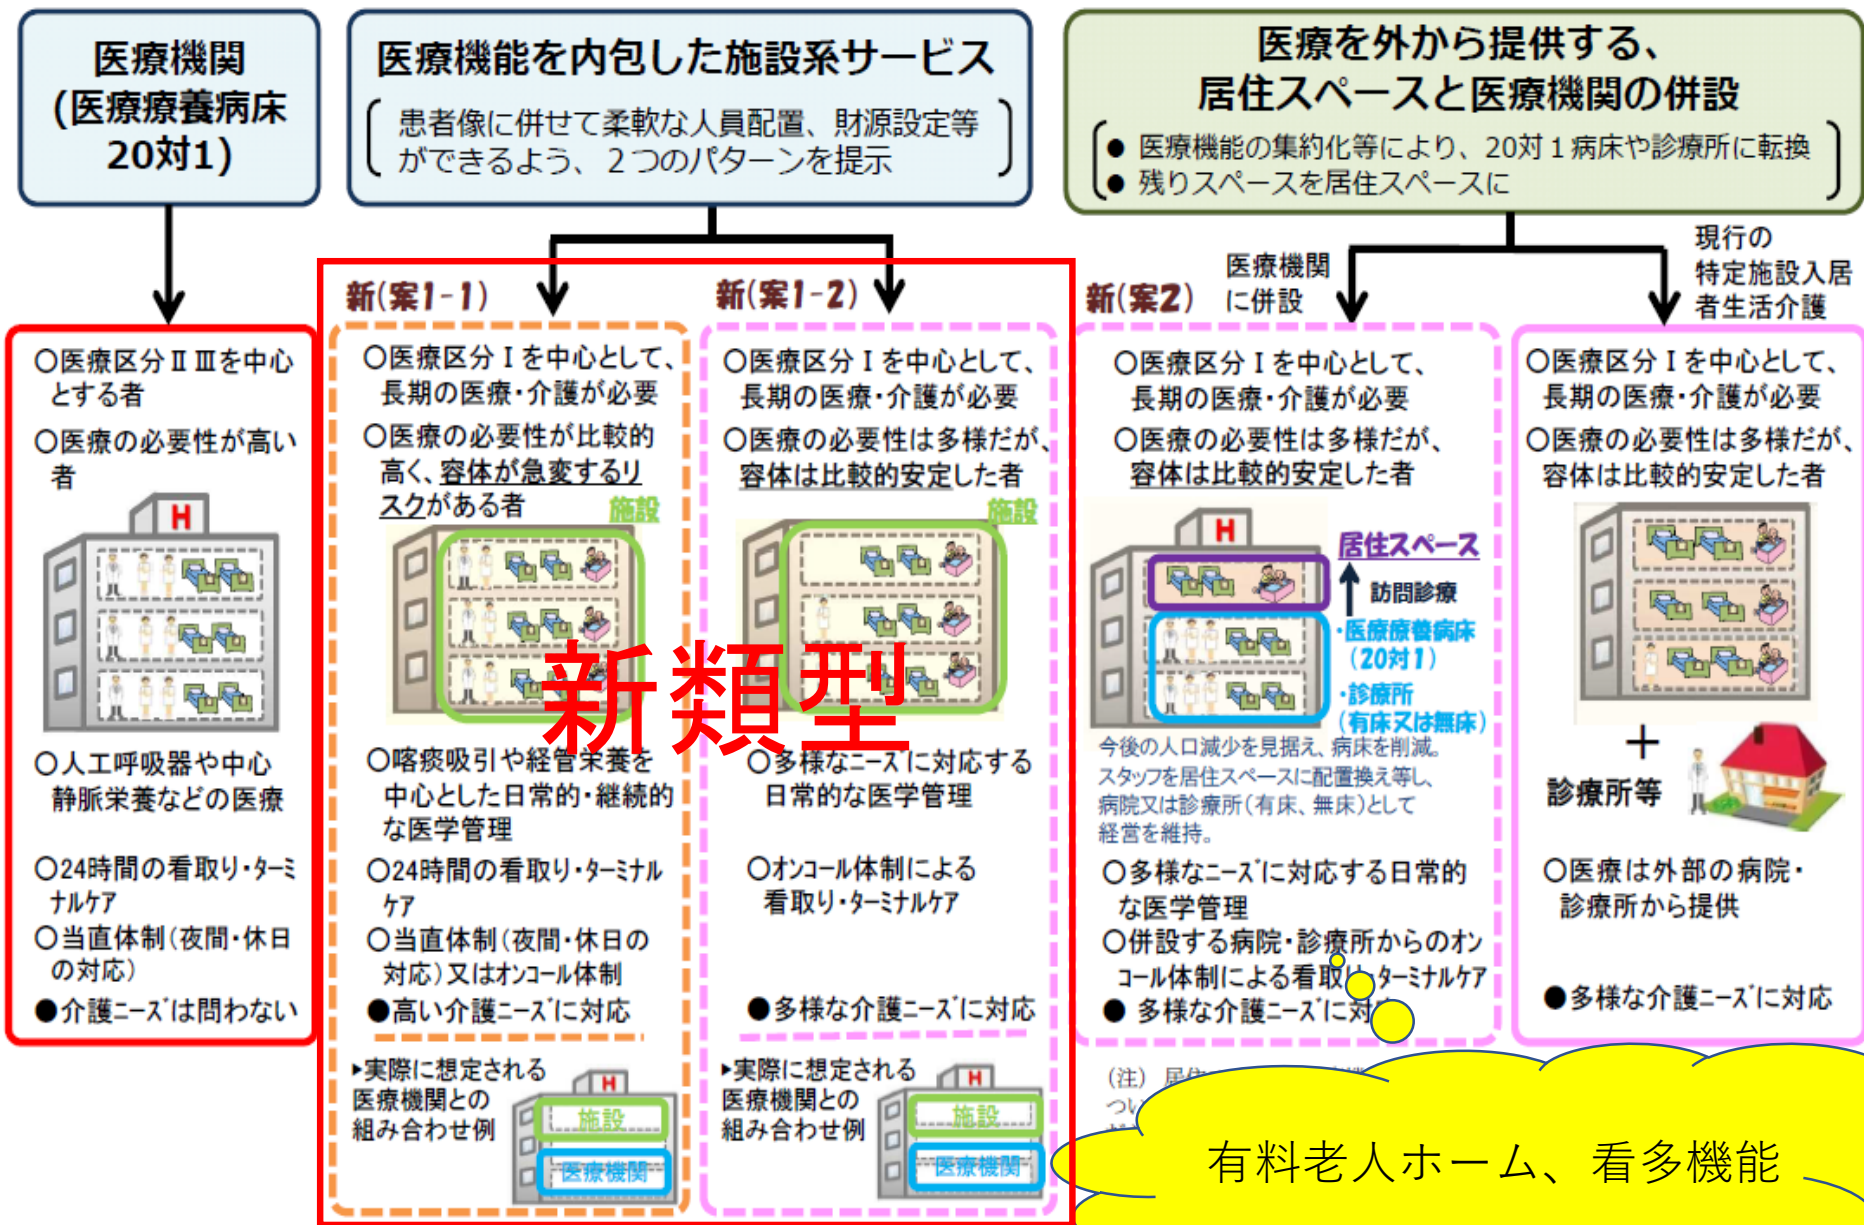 医療機関
(医療療養病床
20対1)
医療機能を内包した施設系サービス
患者像に併せて柔軟な人員配置、財源設定等
ができるよう、２つのパターンを提示
医療を外から提供する、
居住スペースと医療機関の併設
● 医療機能の集約化等により、20対１病床や診療所に転換
● 残りスペースを居住スペースに
○医療区分ⅡⅢを中心
とする者
○医療の必要性が高い
者
H
○人工呼吸器や中心
静脈栄養などの医療
○24時間の看取り・ターミ
ナルケア
○当直体制(夜間・休日
の対応)
●介護ニーズは問わない
新(案1-1)
○医療区分Ⅰを中心として、
長期の医療・介護が必要
○医療の必要性が比較的
高く、容体が急変するリ
スクがある者
施設
○喀痰吸引や経管栄養を
中心とした日常的・継続的
な医学管理
○24時間の看取り・ターミナル
ケア
○当直体制(夜間・休日の
対応)又はオンコール体制
●高い介護ニーズに対応
▸実際に想定される
医療機関との
組み合わせ例
H
施設
医療機関
新(案1-2)
○医療区分Ⅰを中心として、
長期の医療・介護が必要
○医療の必要性は多様だが、
容体は比較的安定した者
施設
新類型
○多様なニーズに対応する
日常的な医学管理
○オンコール体制による
看取り・ターミナルケア
●多様な介護ニーズに対応
▸実際に想定される
医療機関との
組み合わせ例
H
施設
医療機関
新(案2)
医療機関
に併設
○医療区分Ⅰを中心として、
長期の医療・介護が必要
○医療の必要性は多様だが、
容体は比較的安定した者
H
居住スペース
訪問診療
・医療療養病床
(20対1)
・診療所
(有床又は無床)
今後の人口減少を見据え、病床を削減。
スタッフを居住スペースに配置換え等し、
病院又は診療所(有床、無床)として
経営を維持。
○多様なニーズに対応する日常的
な医学管理
○併設する病院・診療所からのオン
コール体制による看取り・ターミナルケア
● 多様な介護ニーズに対
(注)
つい
現行の
特定施設入居
者生活介護
○医療区分Ⅰを中心として、
長期の医療・介護が必要
○医療の必要性は多様だが、
容体は比較的安定した者
＋
診療所等
○医療は外部の病院・
診療所から提供
●多様な介護ニーズに対応
有料老人ホーム、看多機能